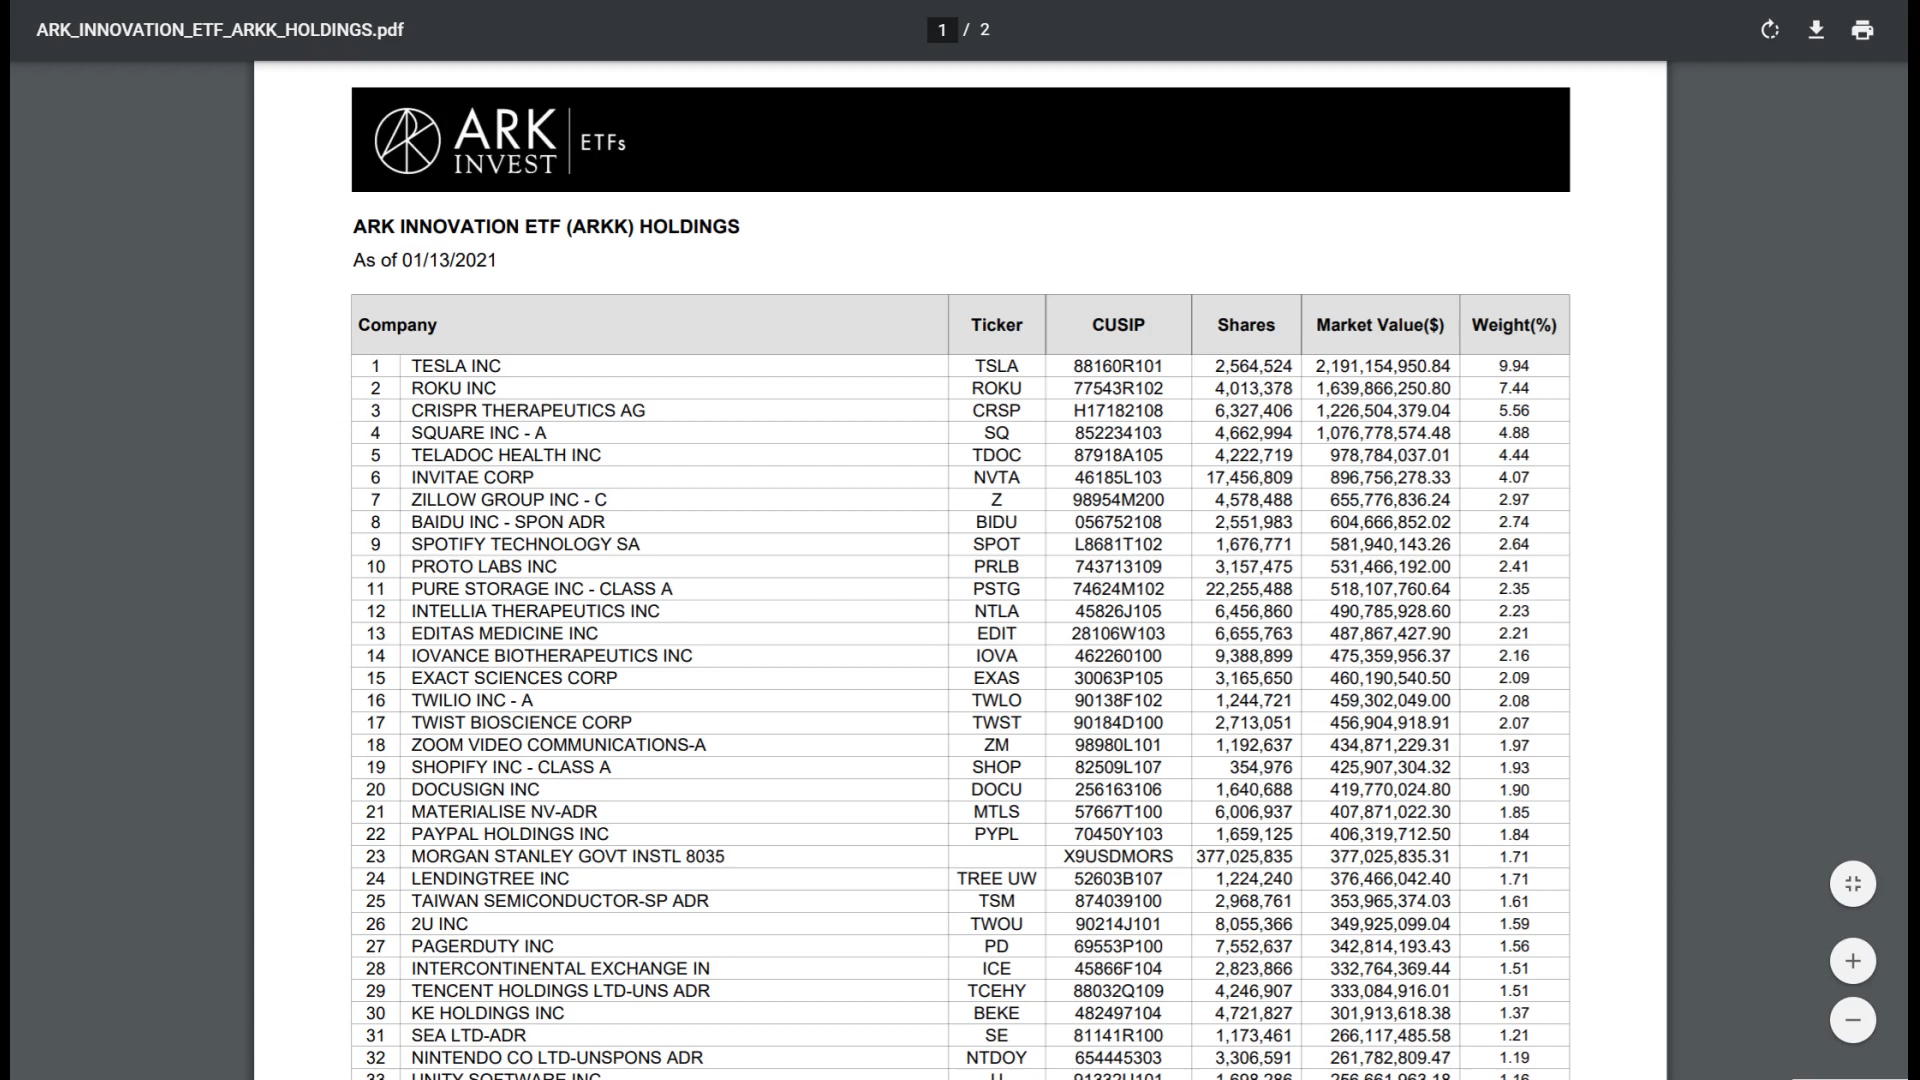 ARK_INNOVATION_ETF_ARKK_HOLDINGS.pdf 1 / 2
ARK INVEST ETFs
ARK INNOVATION ETF (ARKK) HOLDINGS
As of 01/13/2021
Company Ticker CUSIP Shares Market Value($) Weight(%)
1 TESLA INC TSLA 88160R101 2,564,524 2,191,154,950.84 9.94
2 ROKU INC ROKU 77543R102 4,013,378 1,639,866,250.80 7.44
3 CRISPR THERAPEUTICS AG CRSP H17182108 6,327,406 1,226,504,379.04 5.56
4 SQUARE INC - A SQ 852234103 4,662,994 1,076,778,574.48 4.88
5 TELADOC HEALTH INC TDOC 87918A105 4,222,719 978,784,037.01 4.44
6 INVITAE CORP NVTA 46185L103 17,456,809 896,756,278.33 4.07
7 ZILLOW GROUP INC - C Z 98954M200 4,578,488 655,776,836.24 2.97
8 BAIDU INC - SPON ADR BIDU 056752108 2,551,983 604,666,852.02 2.74
9 SPOTIFY TECHNOLOGY SA SPOT L8681T102 1,676,771 581,940,143.26 2.64
10 PROTO LABS INC PRLB 743713109 3,157,475 531,466,192.00 2.41
11 PURE STORAGE INC - CLASS A PSTG 74624M102 22,255,488 518,107,760.64 2.35
12 INTELLIA THERAPEUTICS INC NTLA 45826J105 6,456,860 490,785,928.60 2.23
13 EDITAS MEDICINE INC EDIT 28106W103 6,655,763 487,867,427.90 2.21
14 IOVANCE BIOTHERAPEUTICS INC IOVA 462260100 9,388,899 475,359,956.37 2.16
15 EXACT SCIENCES CORP EXAS 30063P105 3,165,650 460,190,540.50 2.09
16 TWILIO INC - A TWLO 90138F102 1,244,721 459,302,049.00 2.08
17 TWIST BIOSCIENCE CORP TWST 90184D100 2,713,051 456,904,918.91 2.07
18 ZOOM VIDEO COMMUNICATIONS-A ZM 98980L101 1,192,637 434,871,229.31 1.97
19 SHOPIFY INC - CLASS A SHOP 82509L107 354,976 425,907,304.32 1.93
20 DOCUSIGN INC DOCU 256163106 1,640,688 419,770,024.80 1.90
21 MATERIALISE NV-ADR MTLS 57667T100 6,006,937 407,871,022.30 1.85
22 PAYPAL HOLDINGS INC PYPL 70450Y103 1,659,125 406,319,712.50 1.84
23 MORGAN STANLEY GOVT INSTL 8035 X9USDMORS 377,025,835 377,025,835.31 1.71
24 LENDINGTREE INC TREE UW 52603B107 1,224,240 376,466,042.40 1.71
25 TAIWAN SEMICONDUCTOR-SP ADR TSM 874039100 2,968,761 353,965,374.03 1.61
26 2U INC TWOU 90214J101 8,055,366 349,925,099.04 1.59
27 PAGERDUTY INC PD 69553P100 7,552,637 342,814,193.43 1.56
28 INTERCONTINENTAL EXCHANGE IN ICE 45866F104 2,823,866 332,764,369.44 1.51
29 TENCENT HOLDINGS LTD-UNS ADR TCEHY 88032Q109 4,246,907 333,084,916.01 1.51
30 KE HOLDINGS INC BEKE 482497104 4,721,827 301,913,618.38 1.37
31 SEA LTD-ADR SE 81141R100 1,173,461 266,117,485.58 1.21
32 NINTENDO CO LTD-UNSPONS ADR NTDOY 654445303 3,306,591 261,782,809.47 1.19
33 UNITY SOFTWARE INC U 91332U101 1,698,286 256,661,963.18 1.16